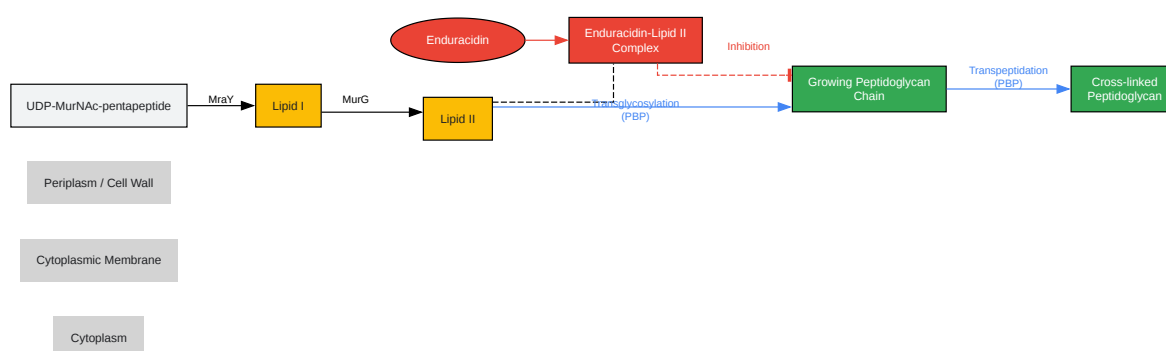 Enduracidin
Enduracidin-Lipid II
Complex
Inhibition
UDP-MurNAc-pentapeptide
MraY
Lipid I
MurG
Lipid II
Transglycosylation
(PBP)
Growing Peptidoglycan
Chain
Transpeptidation
(PBP)
Cross-linked
Peptidoglycan
Periplasm / Cell Wall
Cytoplasmic Membrane
Cytoplasm